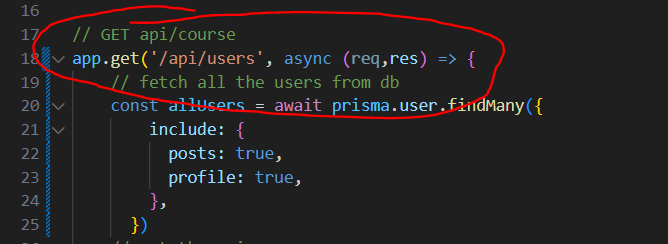 16
17 // GET api/course
18 app.get('/api/users', async (req,res) => {
19 // fetch all the users from db
20 const allUsers = await prisma.user.findMany({
21 include: {
22 posts: true,
23 profile: true,
24 },
25 })